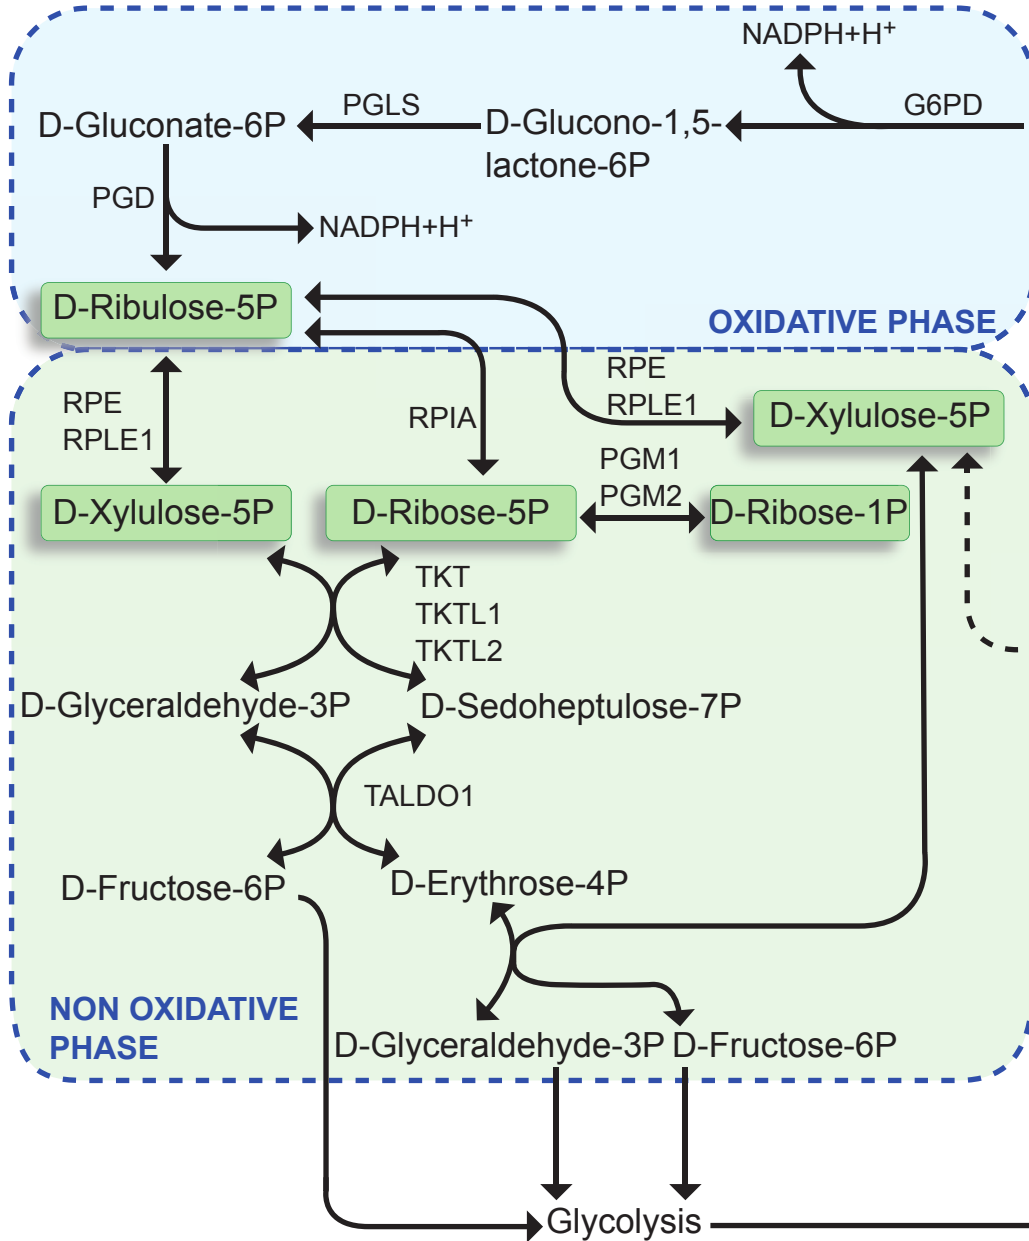 NADPH+H⁺
G6PD
PGLS
D-Gluconate-6P
D-Glucono-1,5-
lactone-6P
PGD
NADPH+H⁺
D-Ribulose-5P
OXIDATIVE PHASE
RPE
RPLE1
RPIA
RPE
RPLE1
D-Xylulose-5P
PGM1
PGM2
D-Xylulose-5P
D-Ribose-5P
D-Ribose-1P
TKT
TKTL1
TKTL2
D-Glyceraldehyde-3P
D-Sedoheptulose-7P
TALDO1
D-Fructose-6P
D-Erythrose-4P
NON OXIDATIVE
PHASE
D-Glyceraldehyde-3P
D-Fructose-6P
Glycolysis